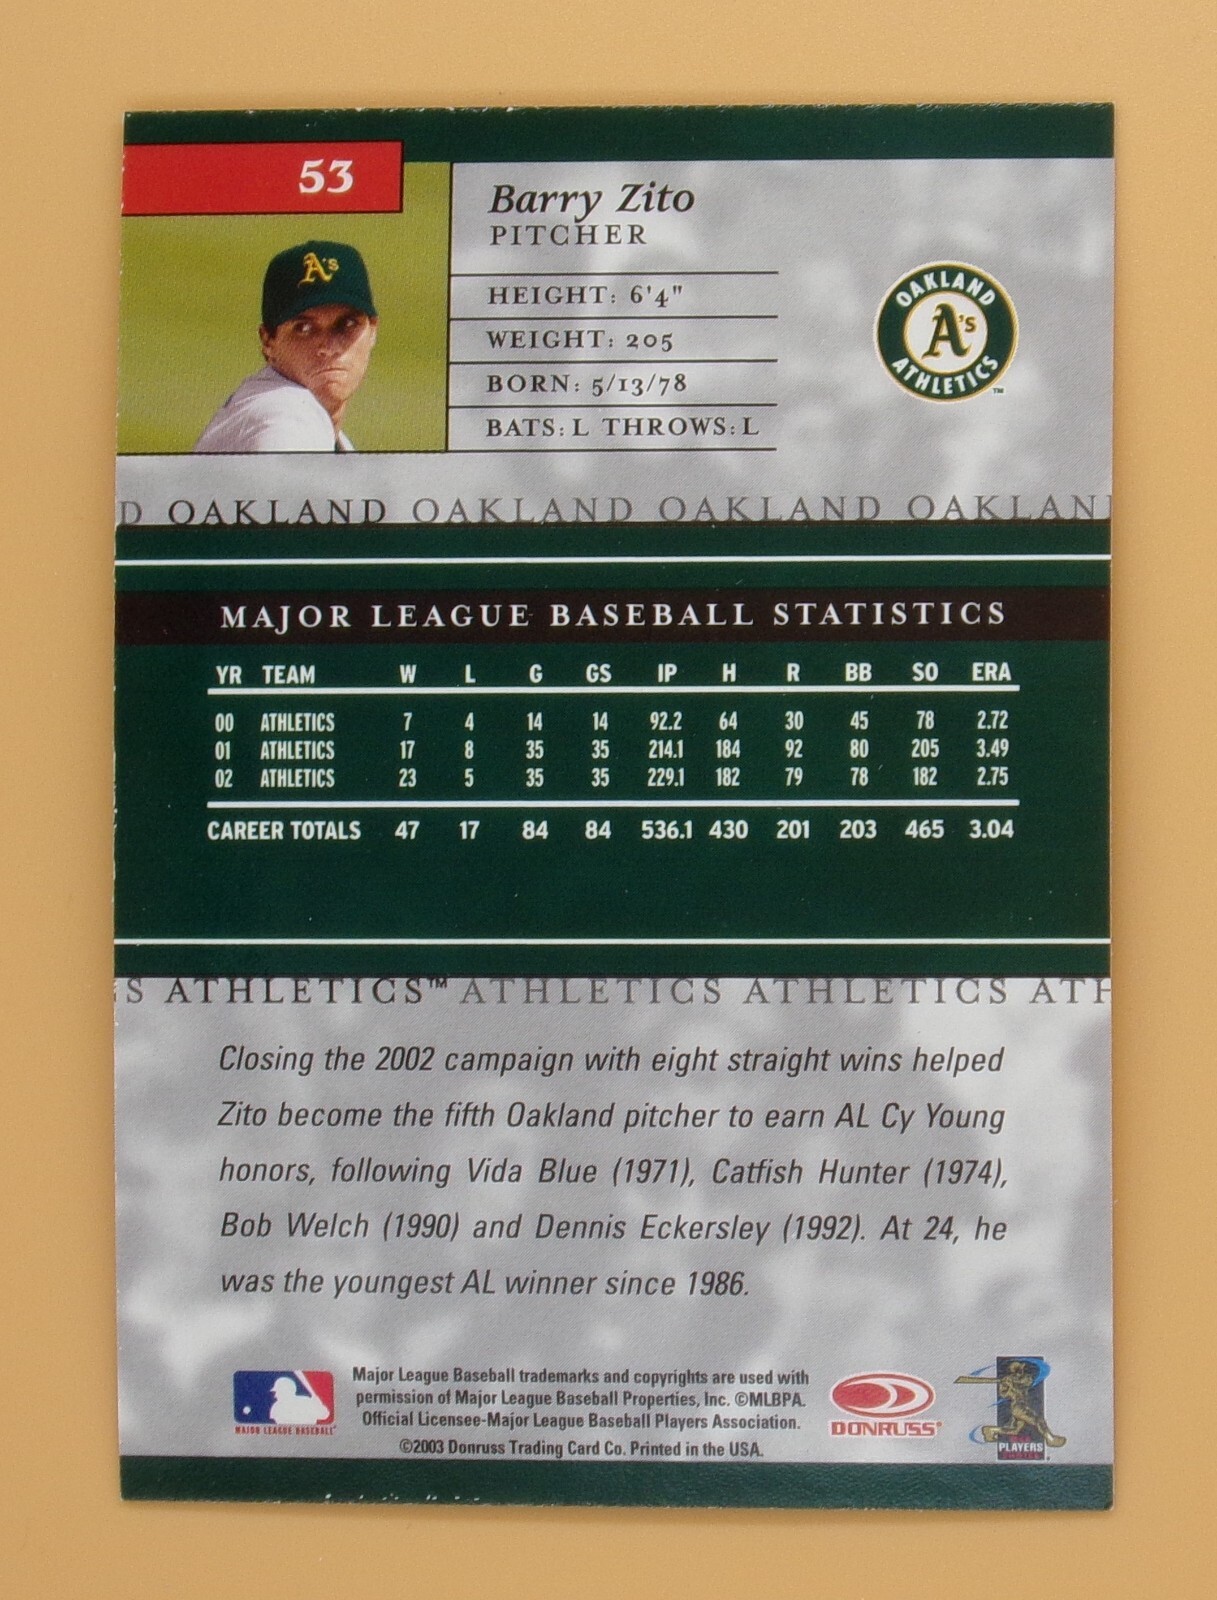 53
Barry Zito
PITCHER
A's
HEIGHT: 6'4"
WEIGHT: 205
BORN: 5/13/78
BATS: L THROWS: L
OAKLAND
A's
ATHLETICS
TM
D OAKLAND OAKLAND OAKLAND OAKLAN
MAJOR LEAGUE BASEBALL STATISTICS
YR TEAM W L G GS IP H R BB SO ERA
00 ATHLETICS 7 4 14 14 92.2 64 30 45 78 2.72
01 ATHLETICS 17 8 35 35 214.1 184 92 80 205 3.49
02 ATHLETICS 23 5 35 35 229.1 182 79 78 182 2.75
CAREER TOTALS 47 17 84 84 536.1 430 201 203 465 3.04
S ATHLETICS™ ATHLETICS ATHLETICS ATH
Closing the 2002 campaign with eight straight wins helped
Zito become the fifth Oakland pitcher to earn AL Cy Young
honors, following Vida Blue (1971), Catfish Hunter (1974),
Bob Welch (1990) and Dennis Eckersley (1992). At 24, he
was the youngest AL winner since 1986.
MAJOR LEAGUE BASEBALL
Major League Baseball trademarks and copyrights are used with
permission of Major League Baseball Properties, Inc. ©MLBPA.
Official Licensee-Major League Baseball Players Association.
©2003 Donruss Trading Card Co. Printed in the USA.
DONRUSS®
PLAYERS